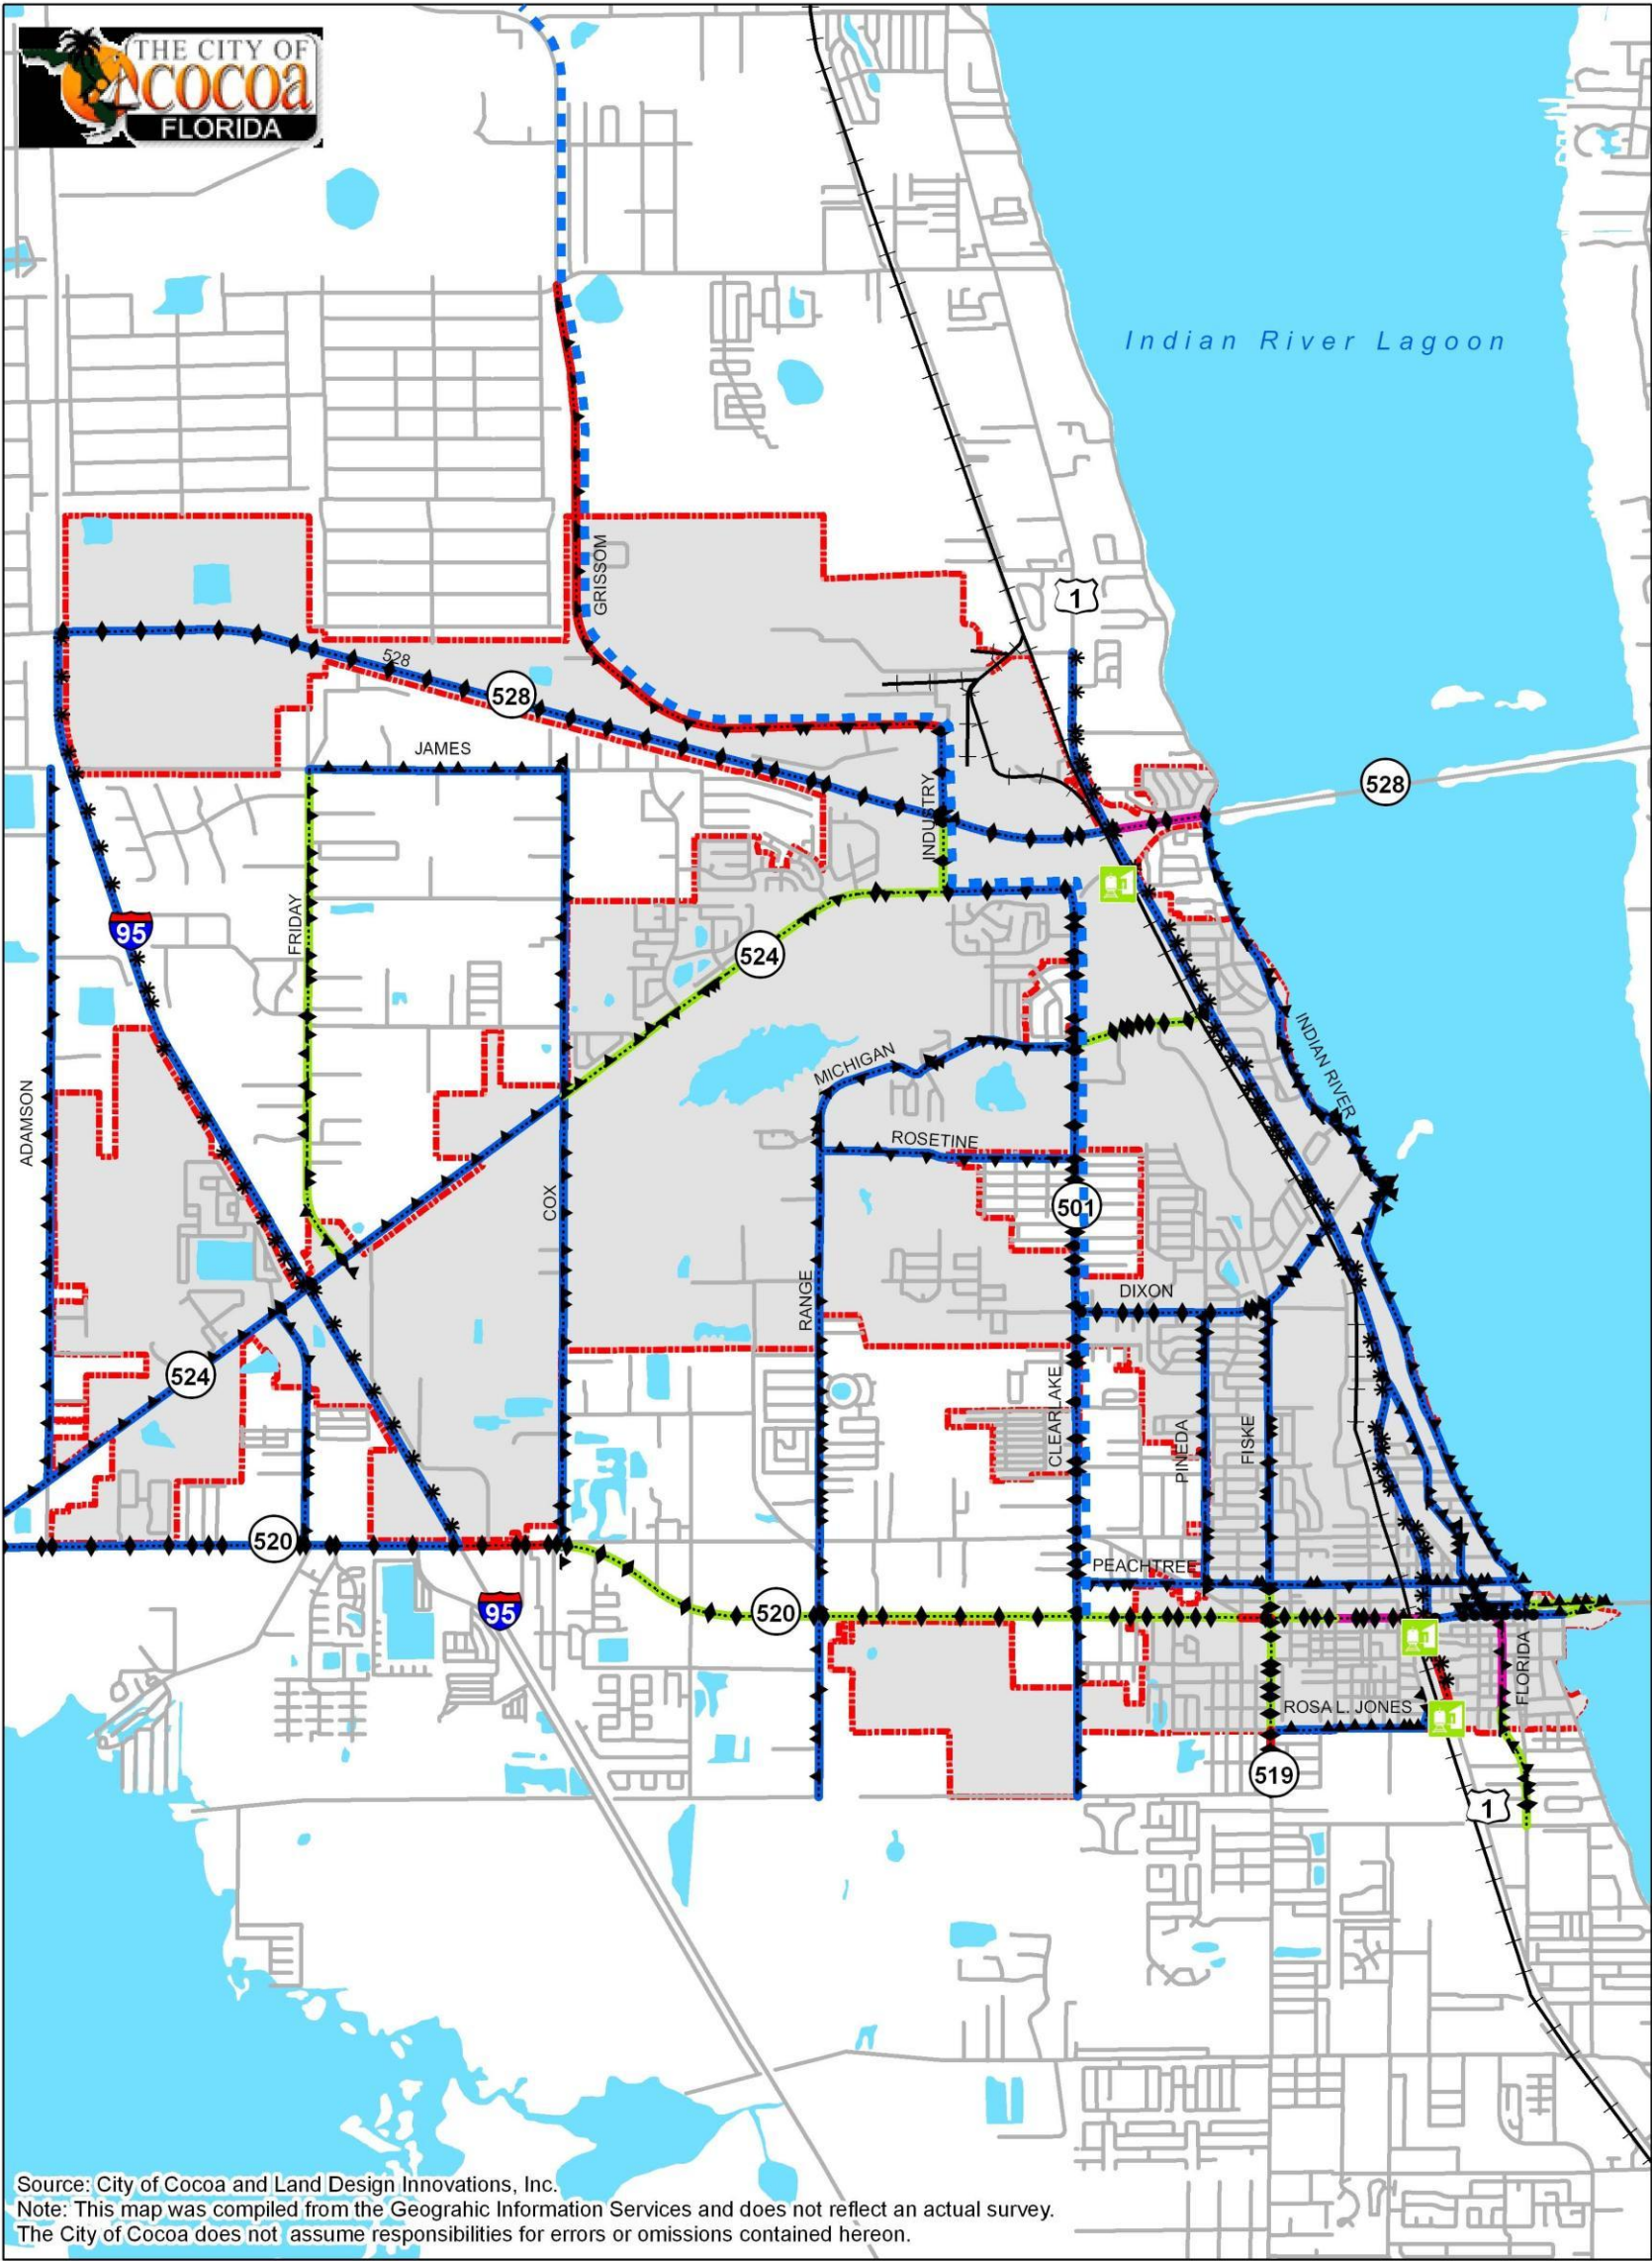 THE CITY OF
COCOA
FLORIDA
Indian River Lagoon
GRISSOM
1
528
528
JAMES
528
INDUSTRY
95
FRIDAY
524
INDIAN RIVER
MICHIGAN
ADAMSON
ROSETINE
COX
501
RANGE
DIXON
524
CLEARLAKE
PINEDA
FISKE
520
PEACHTREE
95
520
FLORIDA
ROSA L. JONES
519
1
Source: City of Cocoa and Land Design Innovations, Inc.
Note: This map was compiled from the Geograhic Information Services and does not reflect an actual survey.
The City of Cocoa does not assume responsibilities for errors or omissions contained hereon.